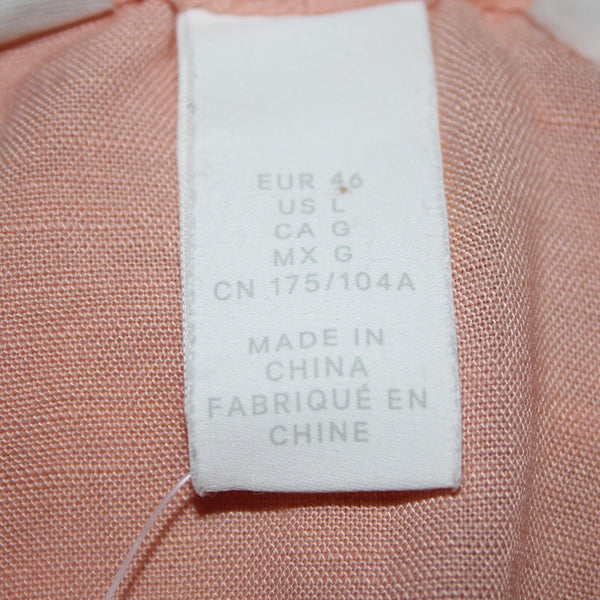 EUR 46
US L
CA G
MX G
CN 175/104A
MADE IN
CHINA
FABRIQUÉ EN
CHINE